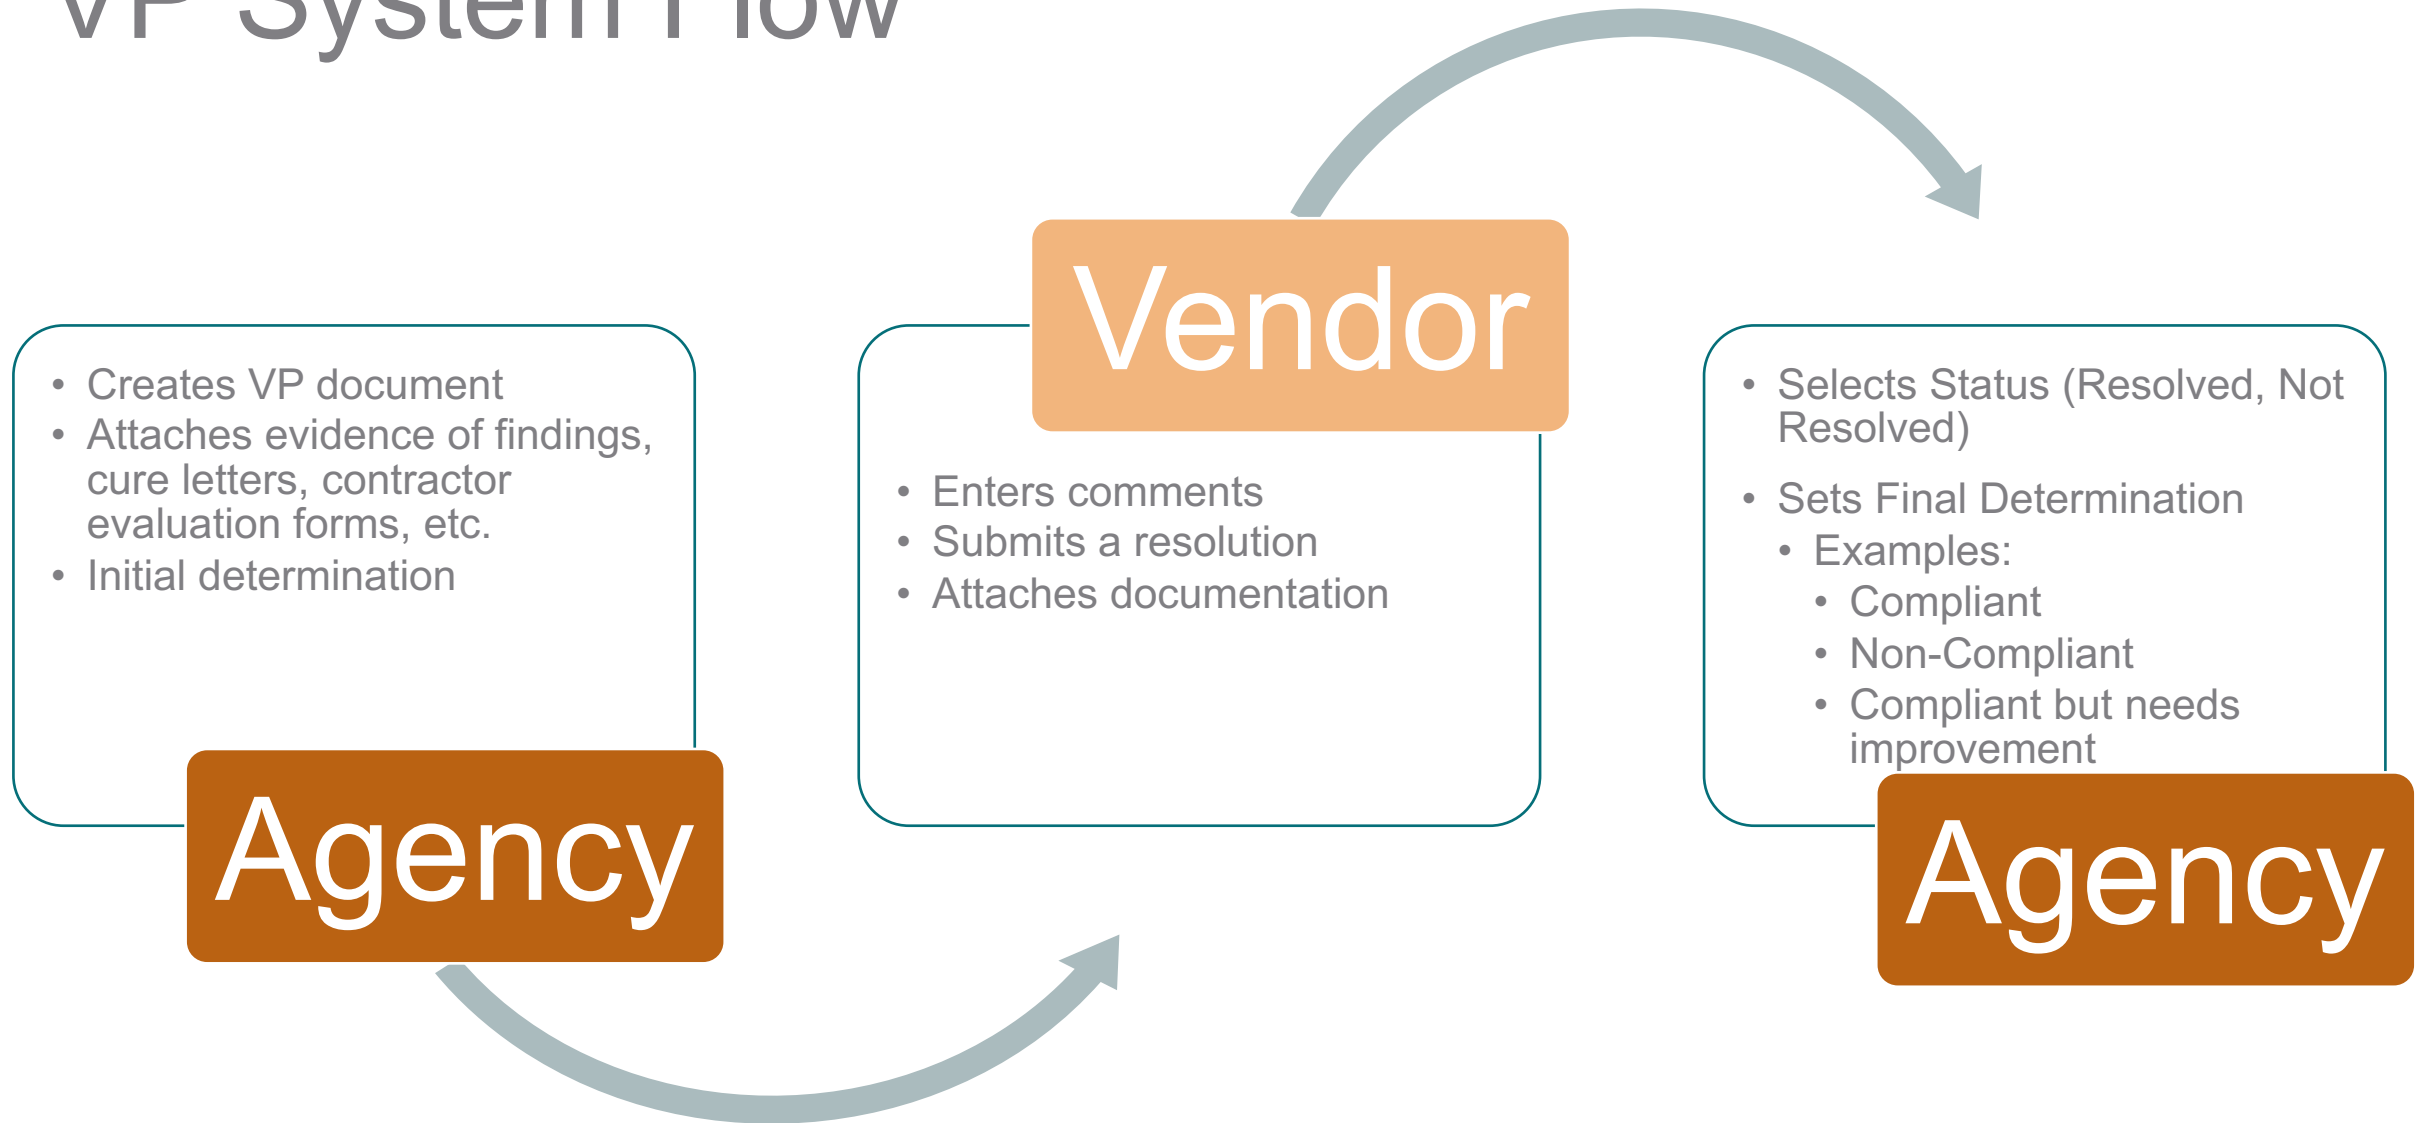 VP System Flow
• Creates VP document
• Attaches evidence of findings,
cure letters, contractor
evaluation forms, etc.
• Initial determination
Agency
Vendor
• Enters comments
• Submits a resolution
• Attaches documentation
• Selects Status (Resolved, Not
Resolved)
• Sets Final Determination
• Examples:
• Compliant
• Non-Compliant
• Compliant but needs
improvement
Agency